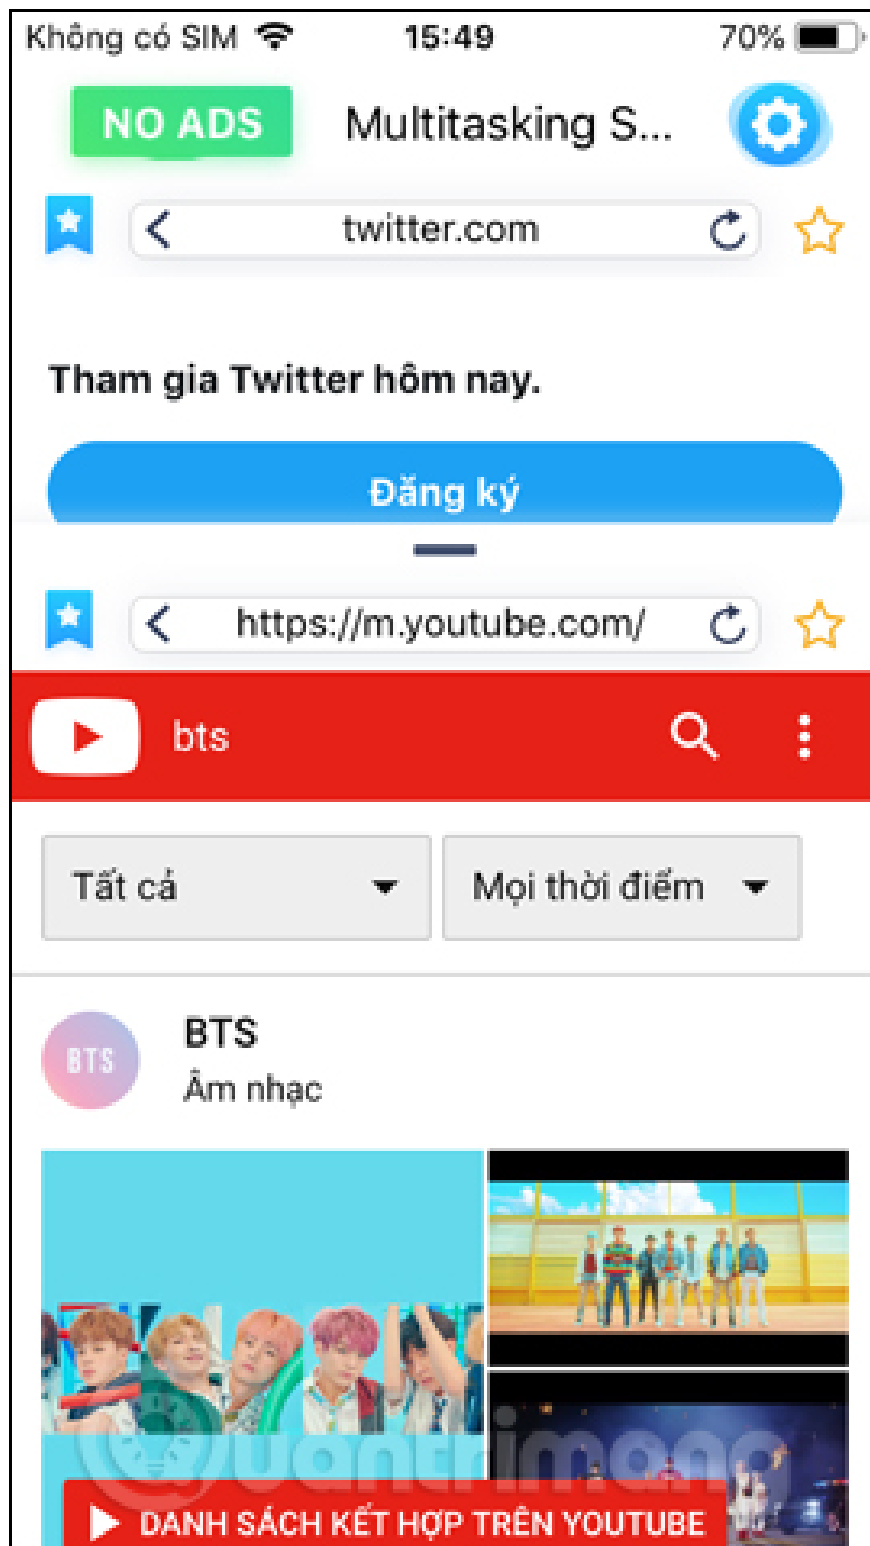 Không có SIM 15:49 70%
NO ADS Multitasking S...
twitter.com
Tham gia Twitter hôm nay.
Đăng ký
https://m.youtube.com/
bts
Tất cả Mọi thời điểm
BTS
BTS
Âm nhạc
uantrimang
DANH SÁCH KẾT HỢP TRÊN YOUTUBE